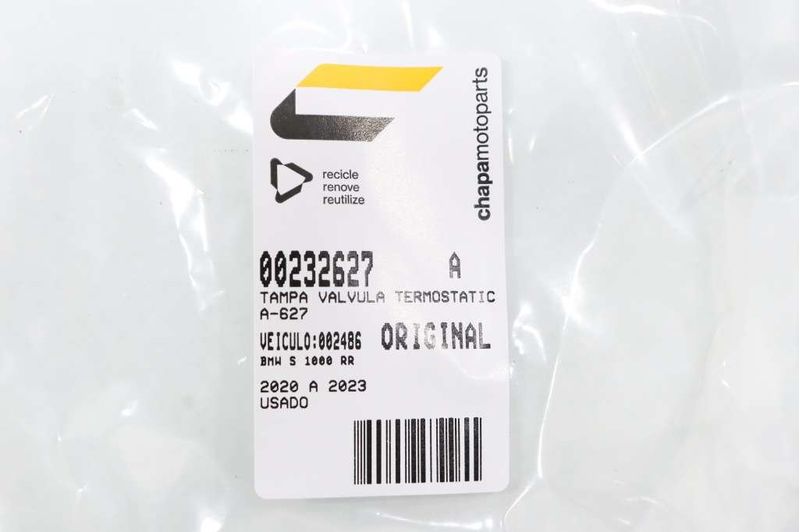 chapamotoparts
recicle
renove
reutilize
00232627 A
TAMPA VALVULA TERMOSTATIC
A-627
VEICULO:002486 ORIGINAL
BMW S 1000 RR
2020 A 2023
USADO